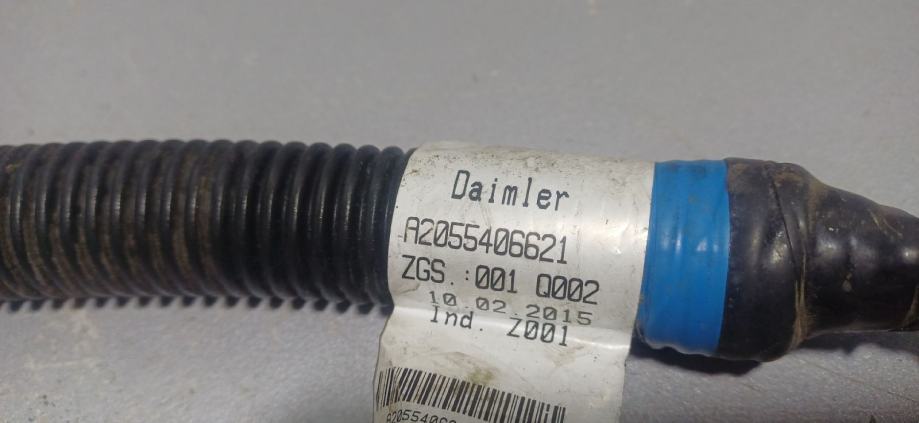 Daimler
A2055406621
ZGS.:001 Q002
10.02.2015
Ind. Z001